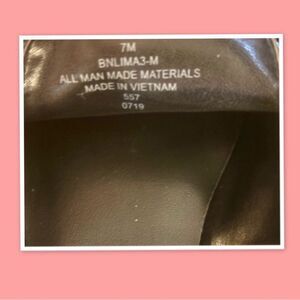 7M
BNLIMA3-M
ALL MAN MADE MATERIALS
MADE IN VIETNAM
557
0719